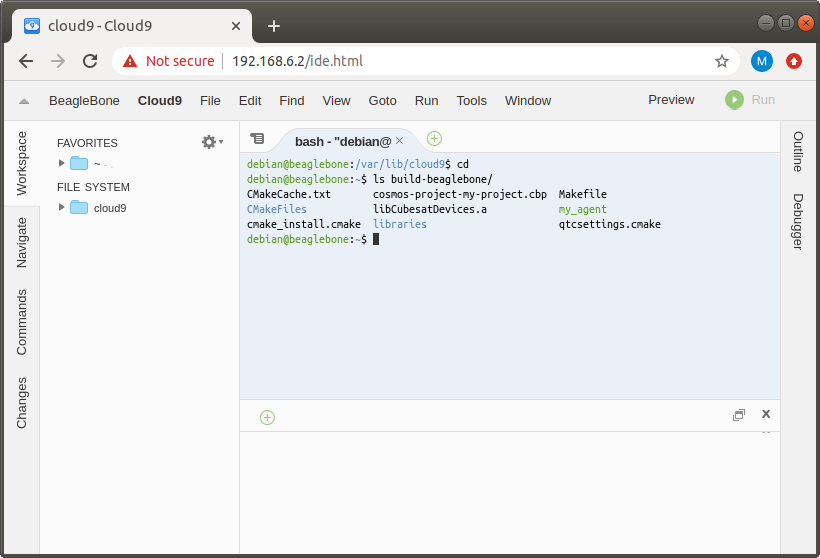 cloud9 - Cloud9
Not secure 192.168.6.2/ide.html
M
BeagleBone Cloud9 File Edit Find View Goto Run Tools Window Preview Run
Workspace
Navigate
Commands
Changes
FAVORITES
~
FILE SYSTEM
cloud9
bash - "debian@
debian@beaglebone:/var/lib/cloud9$ cd
debian@beaglebone:~$ ls build-beaglebone/
CMakeCache.txt cosmos-project-my-project.cbp Makefile
CMakeFiles libCubesatDevices.a my_agent
cmake_install.cmake libraries qtcsettings.cmake
debian@beaglebone:~$
Outline
Debugger